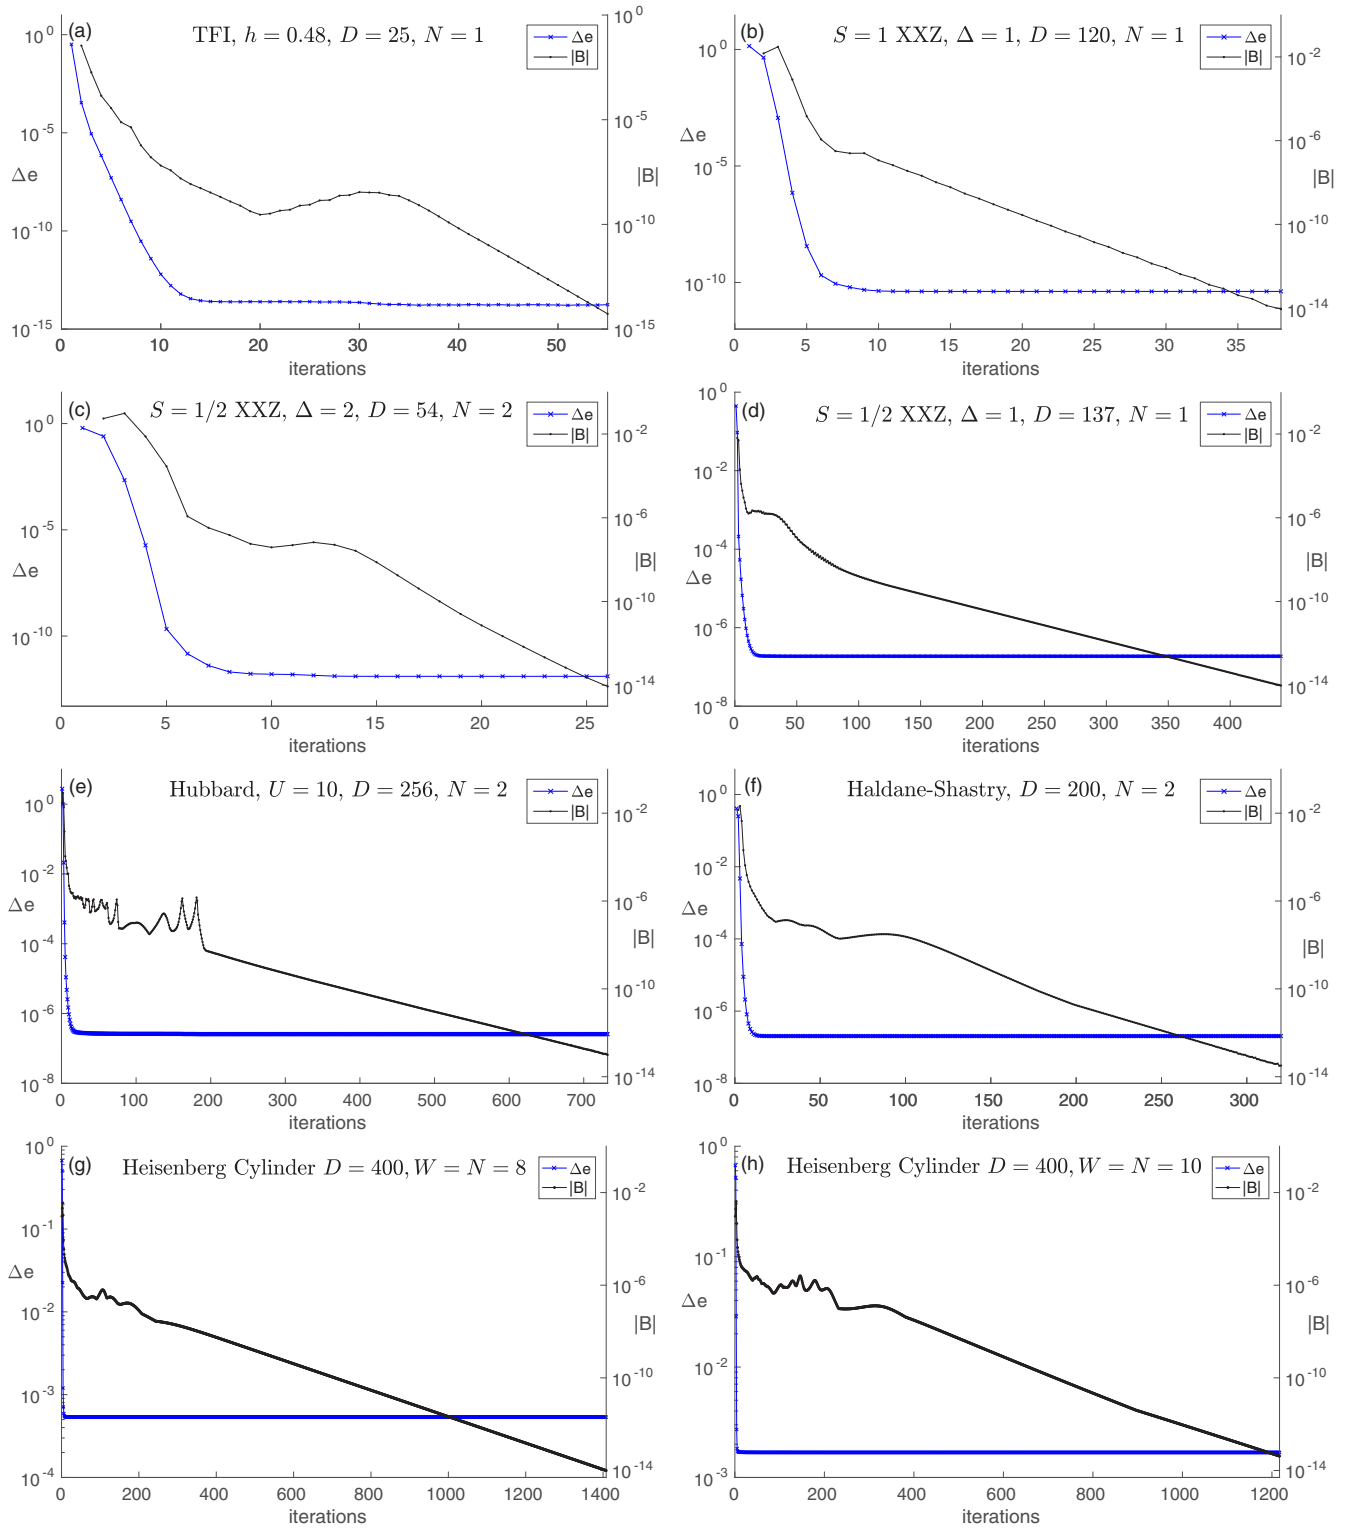 (a) TFI, h = 0.48, D = 25, N = 1
Δe
|B|
10^0
10^-5
10^-10
10^-15
Δe
10^0
10^-5
10^-10
10^-15
|B|
0 10 20 30 40 50
iterations
(b) S = 1 XXZ, Δ = 1, D = 120, N = 1
Δe
|B|
10^0
10^-5
10^-10
Δe
10^-2
10^-6
10^-10
10^-14
|B|
0 5 10 15 20 25 30 35
iterations
(c) S = 1/2 XXZ, Δ = 2, D = 54, N = 2
Δe
|B|
10^0
10^-5
10^-10
Δe
10^-2
10^-6
10^-10
10^-14
|B|
0 5 10 15 20 25
iterations
(d) S = 1/2 XXZ, Δ = 1, D = 137, N = 1
Δe
|B|
10^0
10^-2
10^-4
10^-6
10^-8
Δe
10^-2
10^-6
10^-10
10^-14
|B|
0 50 100 150 200 250 300 350 400
iterations
(e) Hubbard, U = 10, D = 256, N = 2
Δe
|B|
10^0
10^-2
10^-4
10^-6
10^-8
Δe
10^-2
10^-6
10^-10
10^-14
|B|
0 100 200 300 400 500 600 700
iterations
(f) Haldane-Shastry, D = 200, N = 2
Δe
|B|
10^0
10^-2
10^-4
10^-6
10^-8
Δe
10^-2
10^-6
10^-10
10^-14
|B|
0 50 100 150 200 250 300
iterations
(g) Heisenberg Cylinder D = 400, W = N = 8
Δe
|B|
10^0
10^-1
10^-2
10^-3
10^-4
Δe
10^-2
10^-6
10^-10
10^-14
|B|
0 200 400 600 800 1000 1200 1400
iterations
(h) Heisenberg Cylinder D = 400, W = N = 10
Δe
|B|
10^0
10^-1
10^-2
10^-3
Δe
10^-2
10^-6
10^-10
10^-14
|B|
0 200 400 600 800 1000 1200
iterations